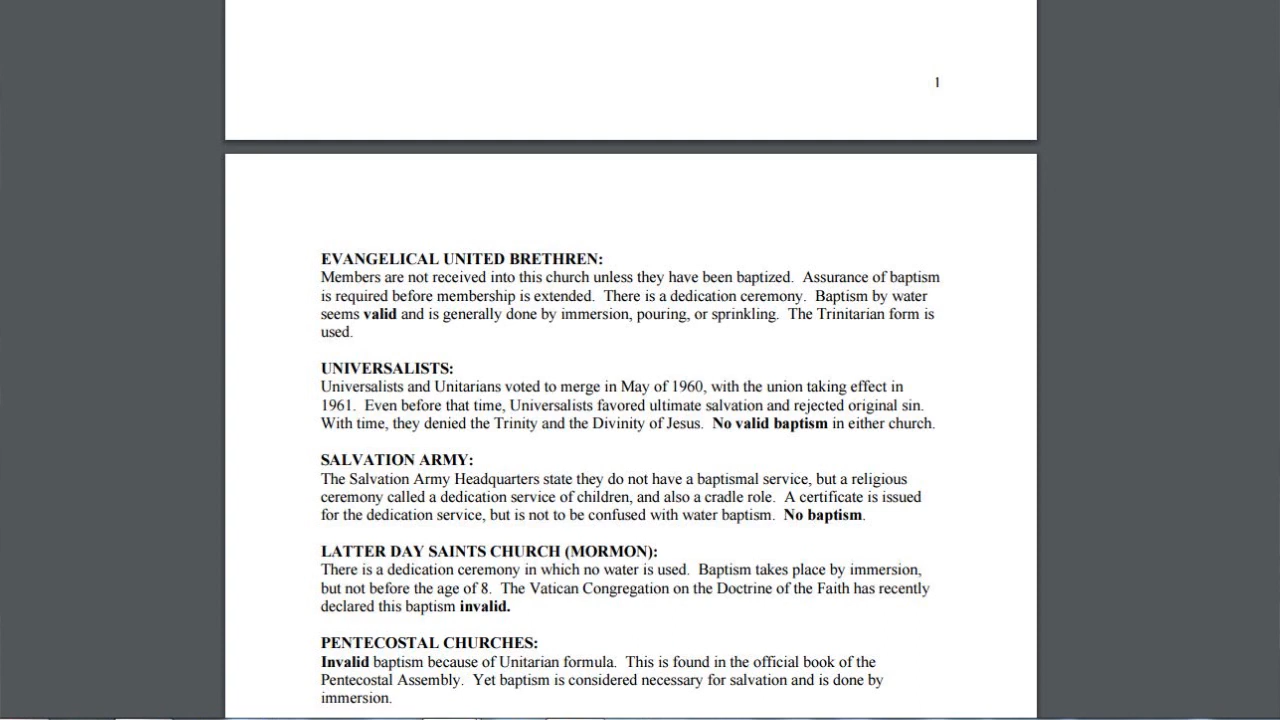 1
EVANGELICAL UNITED BRETHREN:
Members are not received into this church unless they have been baptized. Assurance of baptism
is required before membership is extended. There is a dedication ceremony. Baptism by water
seems valid and is generally done by immersion, pouring, or sprinkling. The Trinitarian form is
used.
UNIVERSALISTS:
Universalists and Unitarians voted to merge in May of 1960, with the union taking effect in
1961. Even before that time, Universalists favored ultimate salvation and rejected original sin.
With time, they denied the Trinity and the Divinity of Jesus. No valid baptism in either church.
SALVATION ARMY:
The Salvation Army Headquarters state they do not have a baptismal service, but a religious
ceremony called a dedication service of children, and also a cradle role. A certificate is issued
for the dedication service, but is not to be confused with water baptism. No baptism.
LATTER DAY SAINTS CHURCH (MORMON):
There is a dedication ceremony in which no water is used. Baptism takes place by immersion,
but not before the age of 8. The Vatican Congregation on the Doctrine of the Faith has recently
declared this baptism invalid.
PENTECOSTAL CHURCHES:
Invalid baptism because of Unitarian formula. This is found in the official book of the
Pentecostal Assembly. Yet baptism is considered necessary for salvation and is done by
immersion.